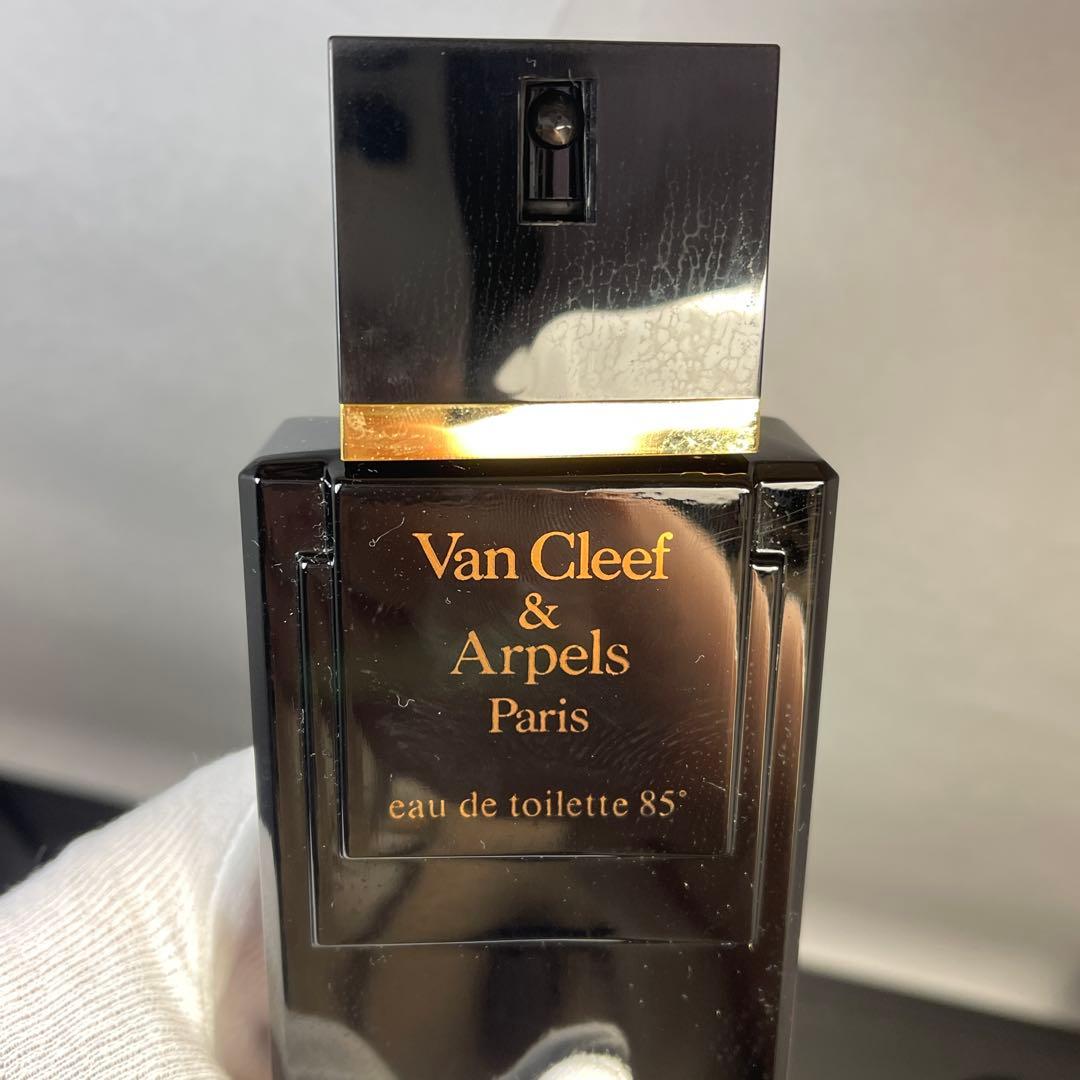 Van Cleef
&
Arpels
Paris
eau de toilette 85°